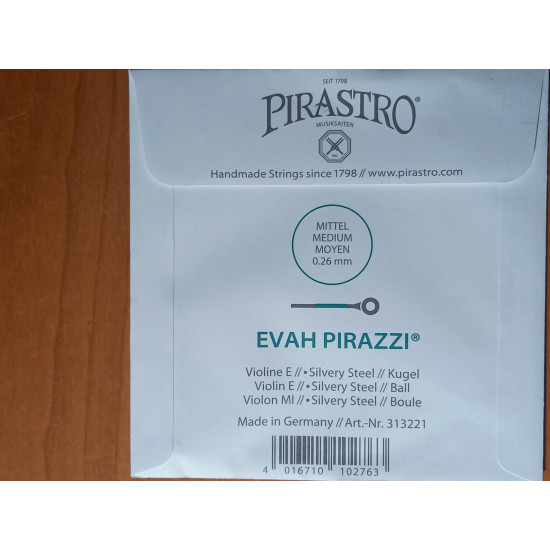 SEIT 1798
PIRASTRO®
MUSIKSAITEN
Handmade Strings since 1798 // www.pirastro.com
MITTEL
MEDIUM
MOYEN
0.26 mm
EVAH PIRAZZI®
Violine E //•Silvery Steel // Kugel
Violin E //•Silvery Steel // Ball
Violon MI //•Silvery Steel // Boule
Made in Germany // Art.-Nr. 313221
4 016710 102763